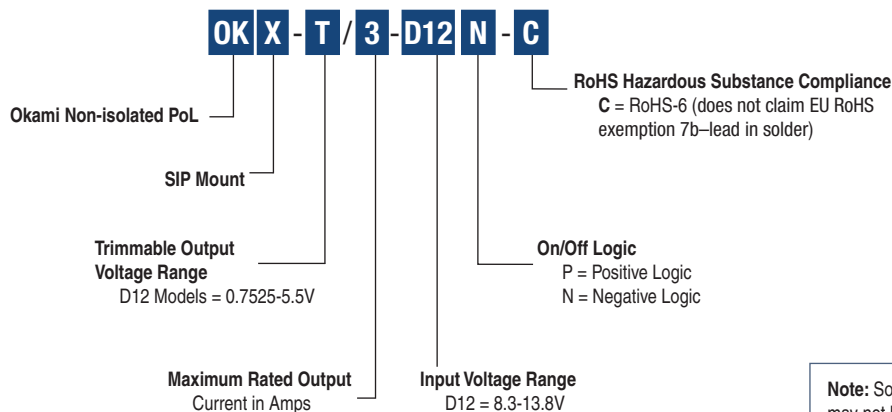 OK X - T / 3 - D12 N - C
RoHS Hazardous Substance Compliance
C = RoHS-6 (does not claim EU RoHS
exemption 7b–lead in solder)
Okami Non-isolated PoL
SIP Mount
Trimmable Output
Voltage Range
D12 Models = 0.7525-5.5V
On/Off Logic
P = Positive Logic
N = Negative Logic
Maximum Rated Output
Current in Amps
Input Voltage Range
D12 = 8.3-13.8V
Note:
may not